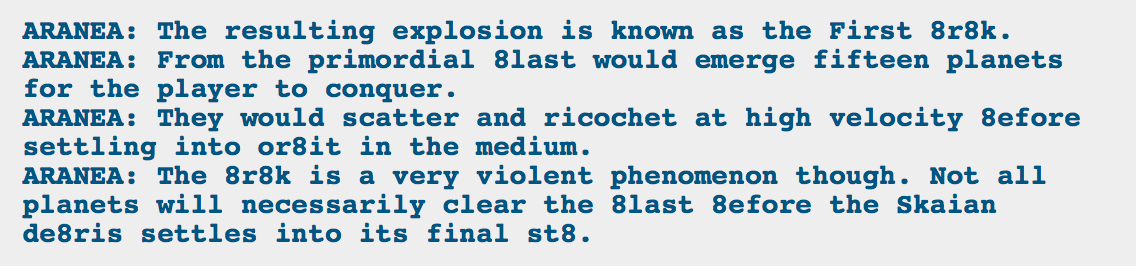 ARANEA: The resulting explosion is known as the First 8r8k.
ARANEA: From the primordial 8last would emerge fifteen planets
for the player to conquer.
ARANEA: They would scatter and ricochet at high velocity 8efore
settling into or8it in the medium.
ARANEA: The 8r8k is a very violent phenomenon though. Not all
planets will necessarily clear the 8last 8efore the Skaian
de8ris settles into its final st8.